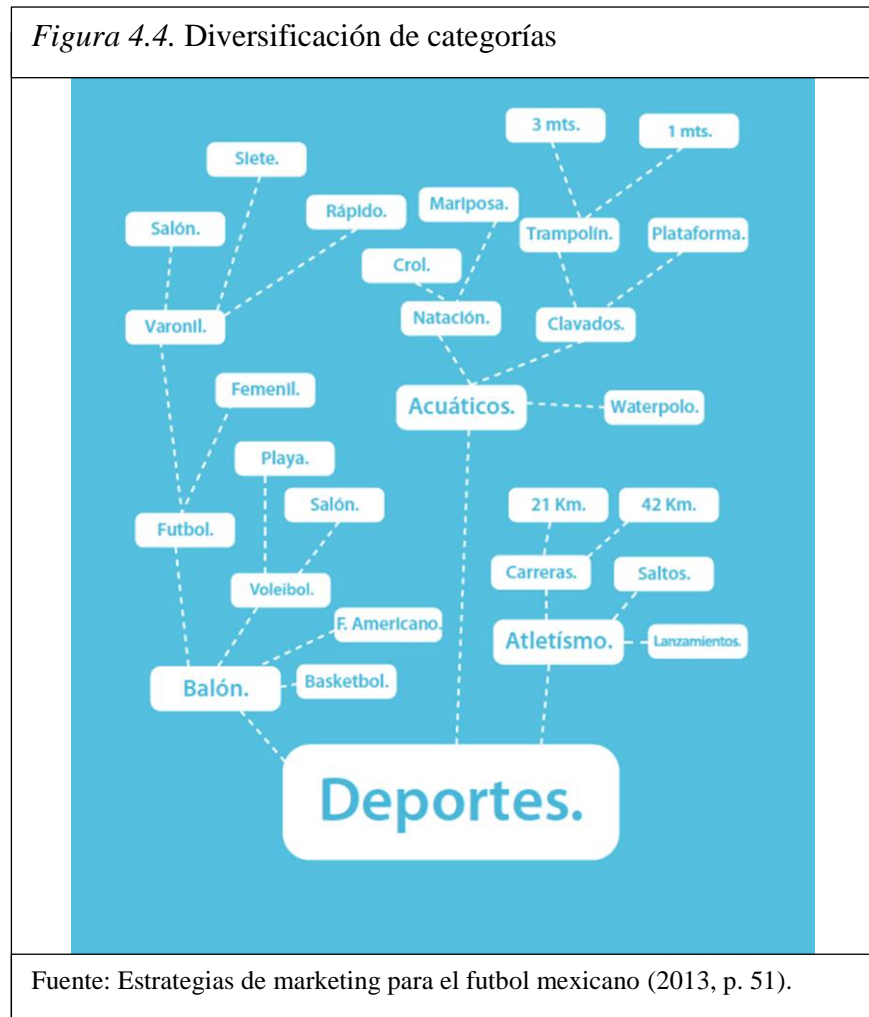 Figura 4.4. Diversificación de categorías
3 mts.
1 mts.
Siete.
Mariposa.
Rápido.
Salón.
Trampolín.
Plataforma.
Crol.
Varonil.
Natación.
Clavados.
Femenil.
Acuáticos.
Waterpolo.
Playa.
Salón.
21 Km.
42 Km.
Futbol.
Voleibol.
Carreras.
Saltos.
F. Americano.
Atletísmo.
Lanzamientos.
Balón.
Basketbol.
Deportes.
Fuente: Estrategias de marketing para el futbol mexicano (2013, p. 51).